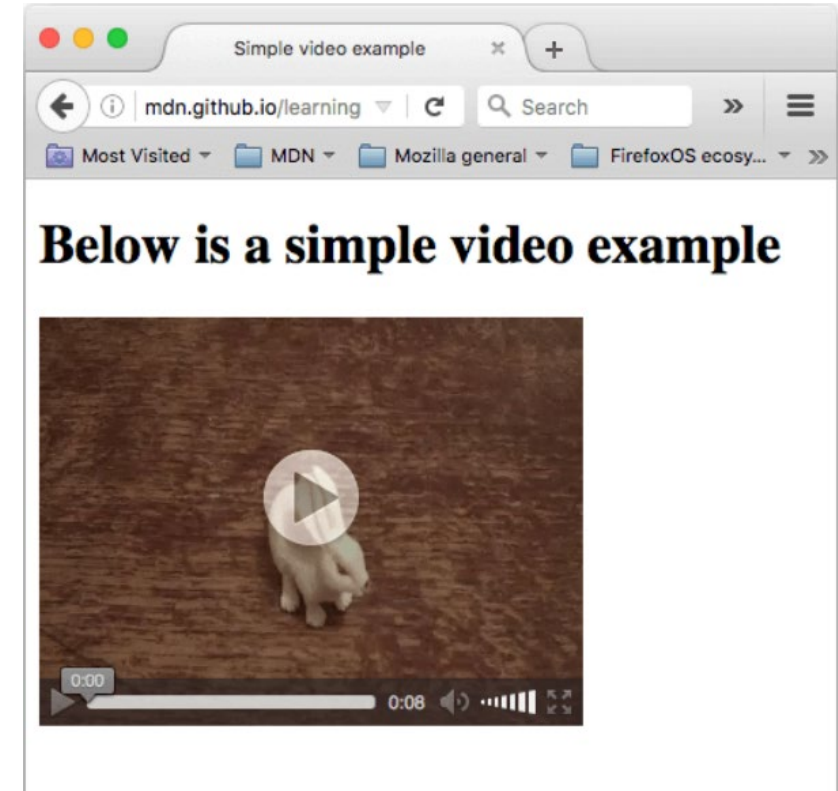 Simple video example
mdn.github.io/learning Search
Most Visited MDN Mozilla general FirefoxOS ecosy...
Below is a simple video example
0:00
0:08